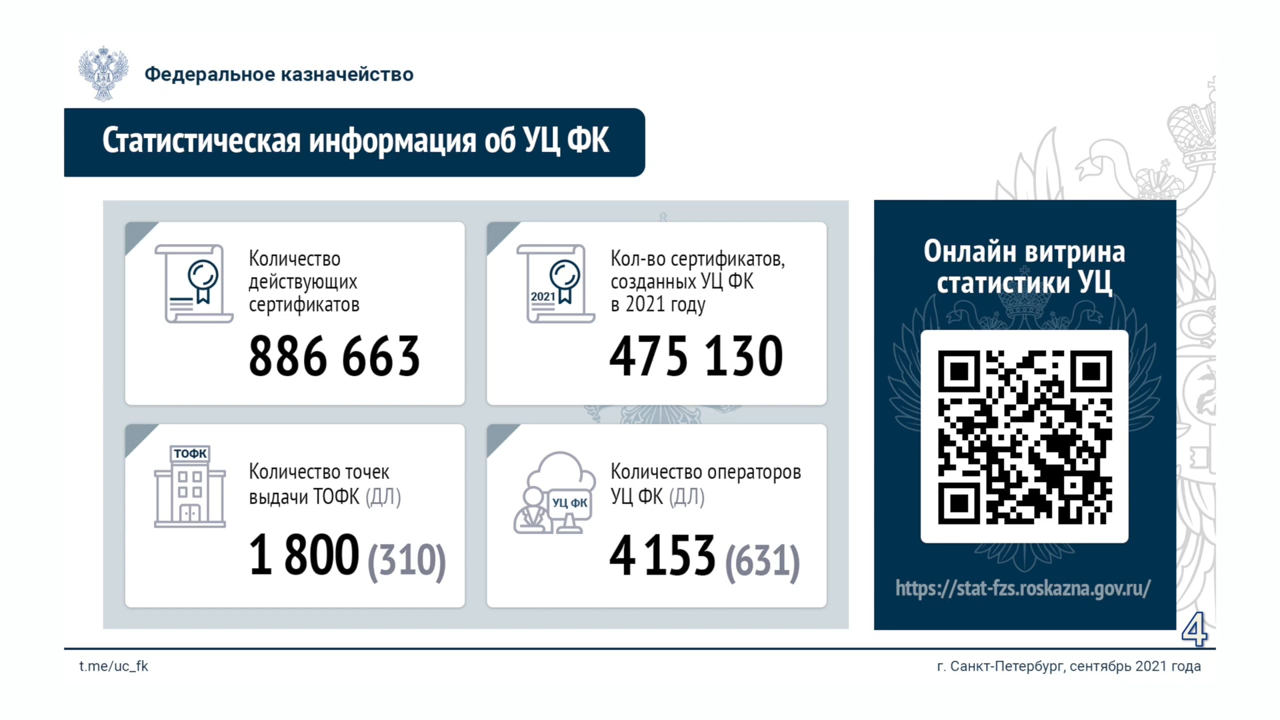 Федеральное казначейство
Статистическая информация об УЦ ФК
Количество
действующих
сертификатов
886 663
2021
Кол-во сертификатов,
созданных УЦ ФК
в 2021 году
475 130
ТОФК
Количество точек
выдачи ТОФК (ДЛ)
1 800 (310)
УЦ ФК
Количество операторов
УЦ ФК (ДЛ)
4 153 (631)
Онлайн витрина
статистики УЦ
https://stat-fzs.roskazna.gov.ru/
4
t.me/uc_fk
г. Санкт-Петербург, сентябрь 2021 года